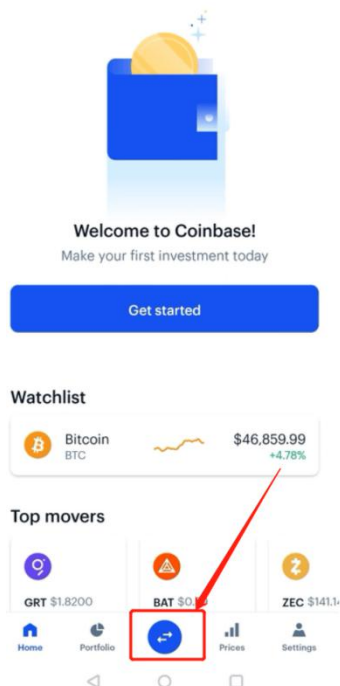 Welcome to Coinbase!
Make your first investment today
Get started
Watchlist
Bitcoin
BTC
$46,859.99
+4.78%
Top movers
GRT $1.8200
BAT
ZEC
Home
Portfolio
Prices
Settings